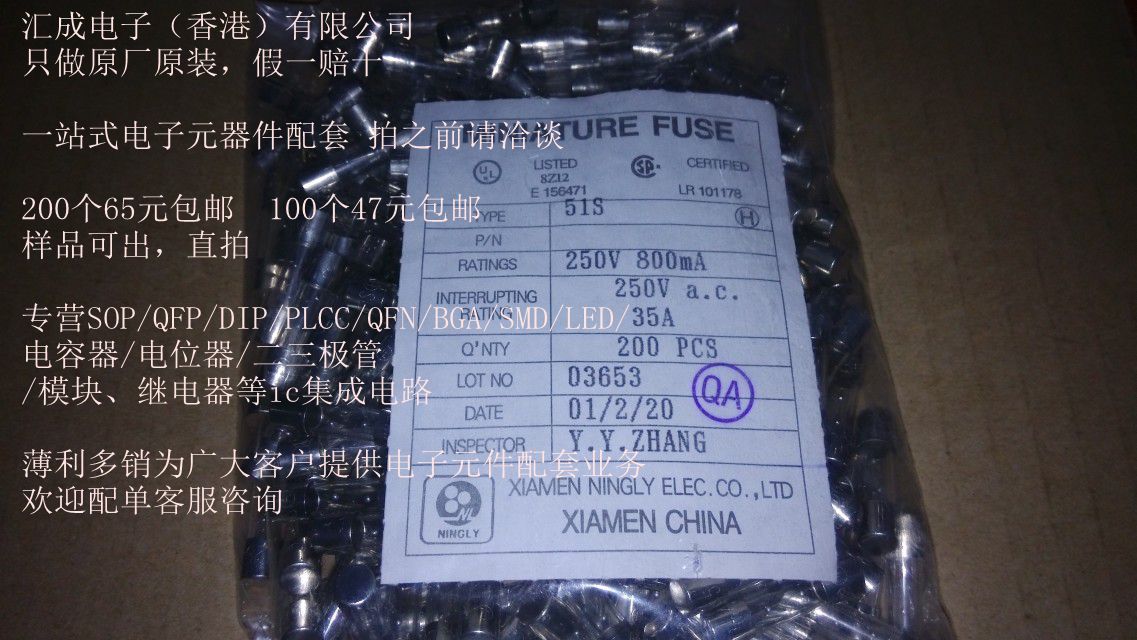 汇成电子（香港）有限公司
只做原厂原装，假一赔十
一站式电子元器件配套 拍之前请洽谈
200个65元包邮 100个47元包邮
样品可出，直拍
专营SOP/QFP/DIP/PLCC/QFN/BGA/SMD/LED/
电容器/电位器/二三极管
/模块、继电器等ic集成电路
薄利多销为广大客户提供电子元件配套业务
欢迎配单客服咨询
FUSE
UL LISTED SP CERTIFIED
8Z12
E 156471 LR 101178
TYPE 51S H
P/N
RATINGS 250V 800mA
INTERRUPTING RATING 250V a.c.
35A
Q'NTY 200 PCS
LOT NO 03653 QA
DATE 01/2/20
INSPECTOR Y.Y.ZHANG
XIAMEN NINGLY ELEC.CO.,LTD
NINGLY XIAMEN CHINA